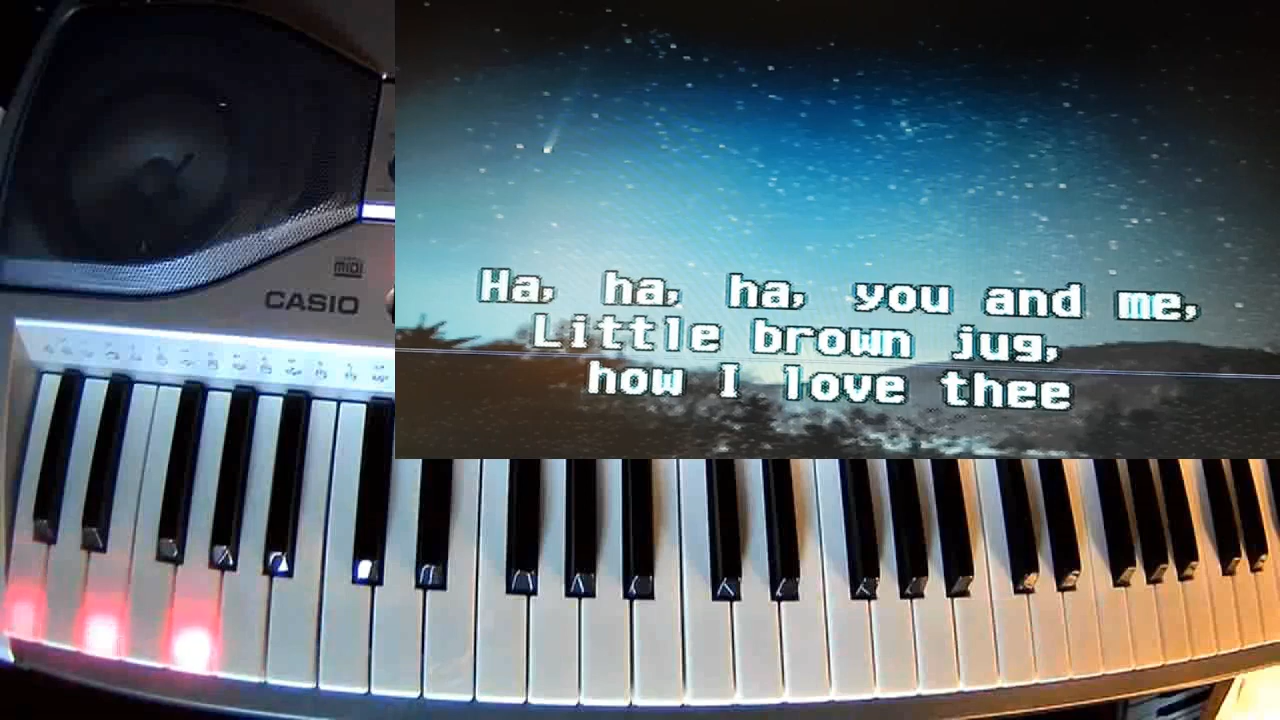 MIDI
CASIO
Ha, ha, ha, you and me,
Little brown jug,
how I love thee